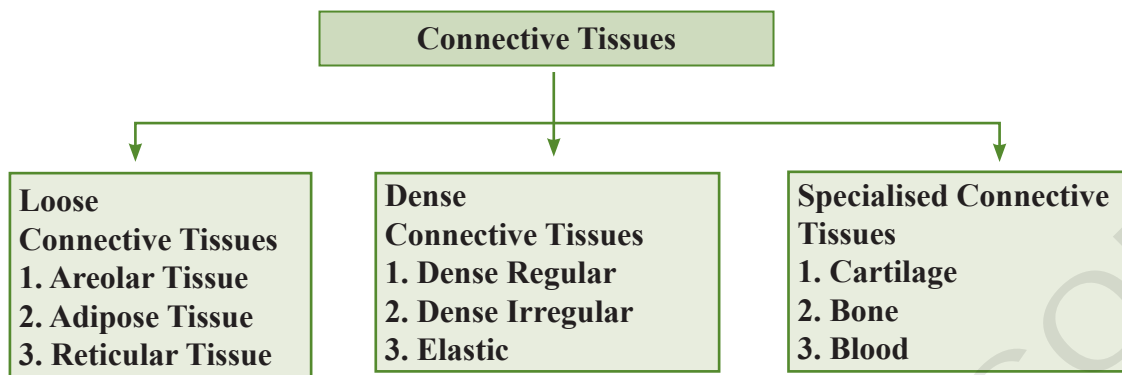 Connective Tissues
Loose
Connective Tissues
1. Areolar Tissue
2. Adipose Tissue
3. Reticular Tissue
Dense
Connective Tissues
1. Dense Regular
2. Dense Irregular
3. Elastic
Specialised Connective
Tissues
1. Cartilage
2. Bone
3. Blood